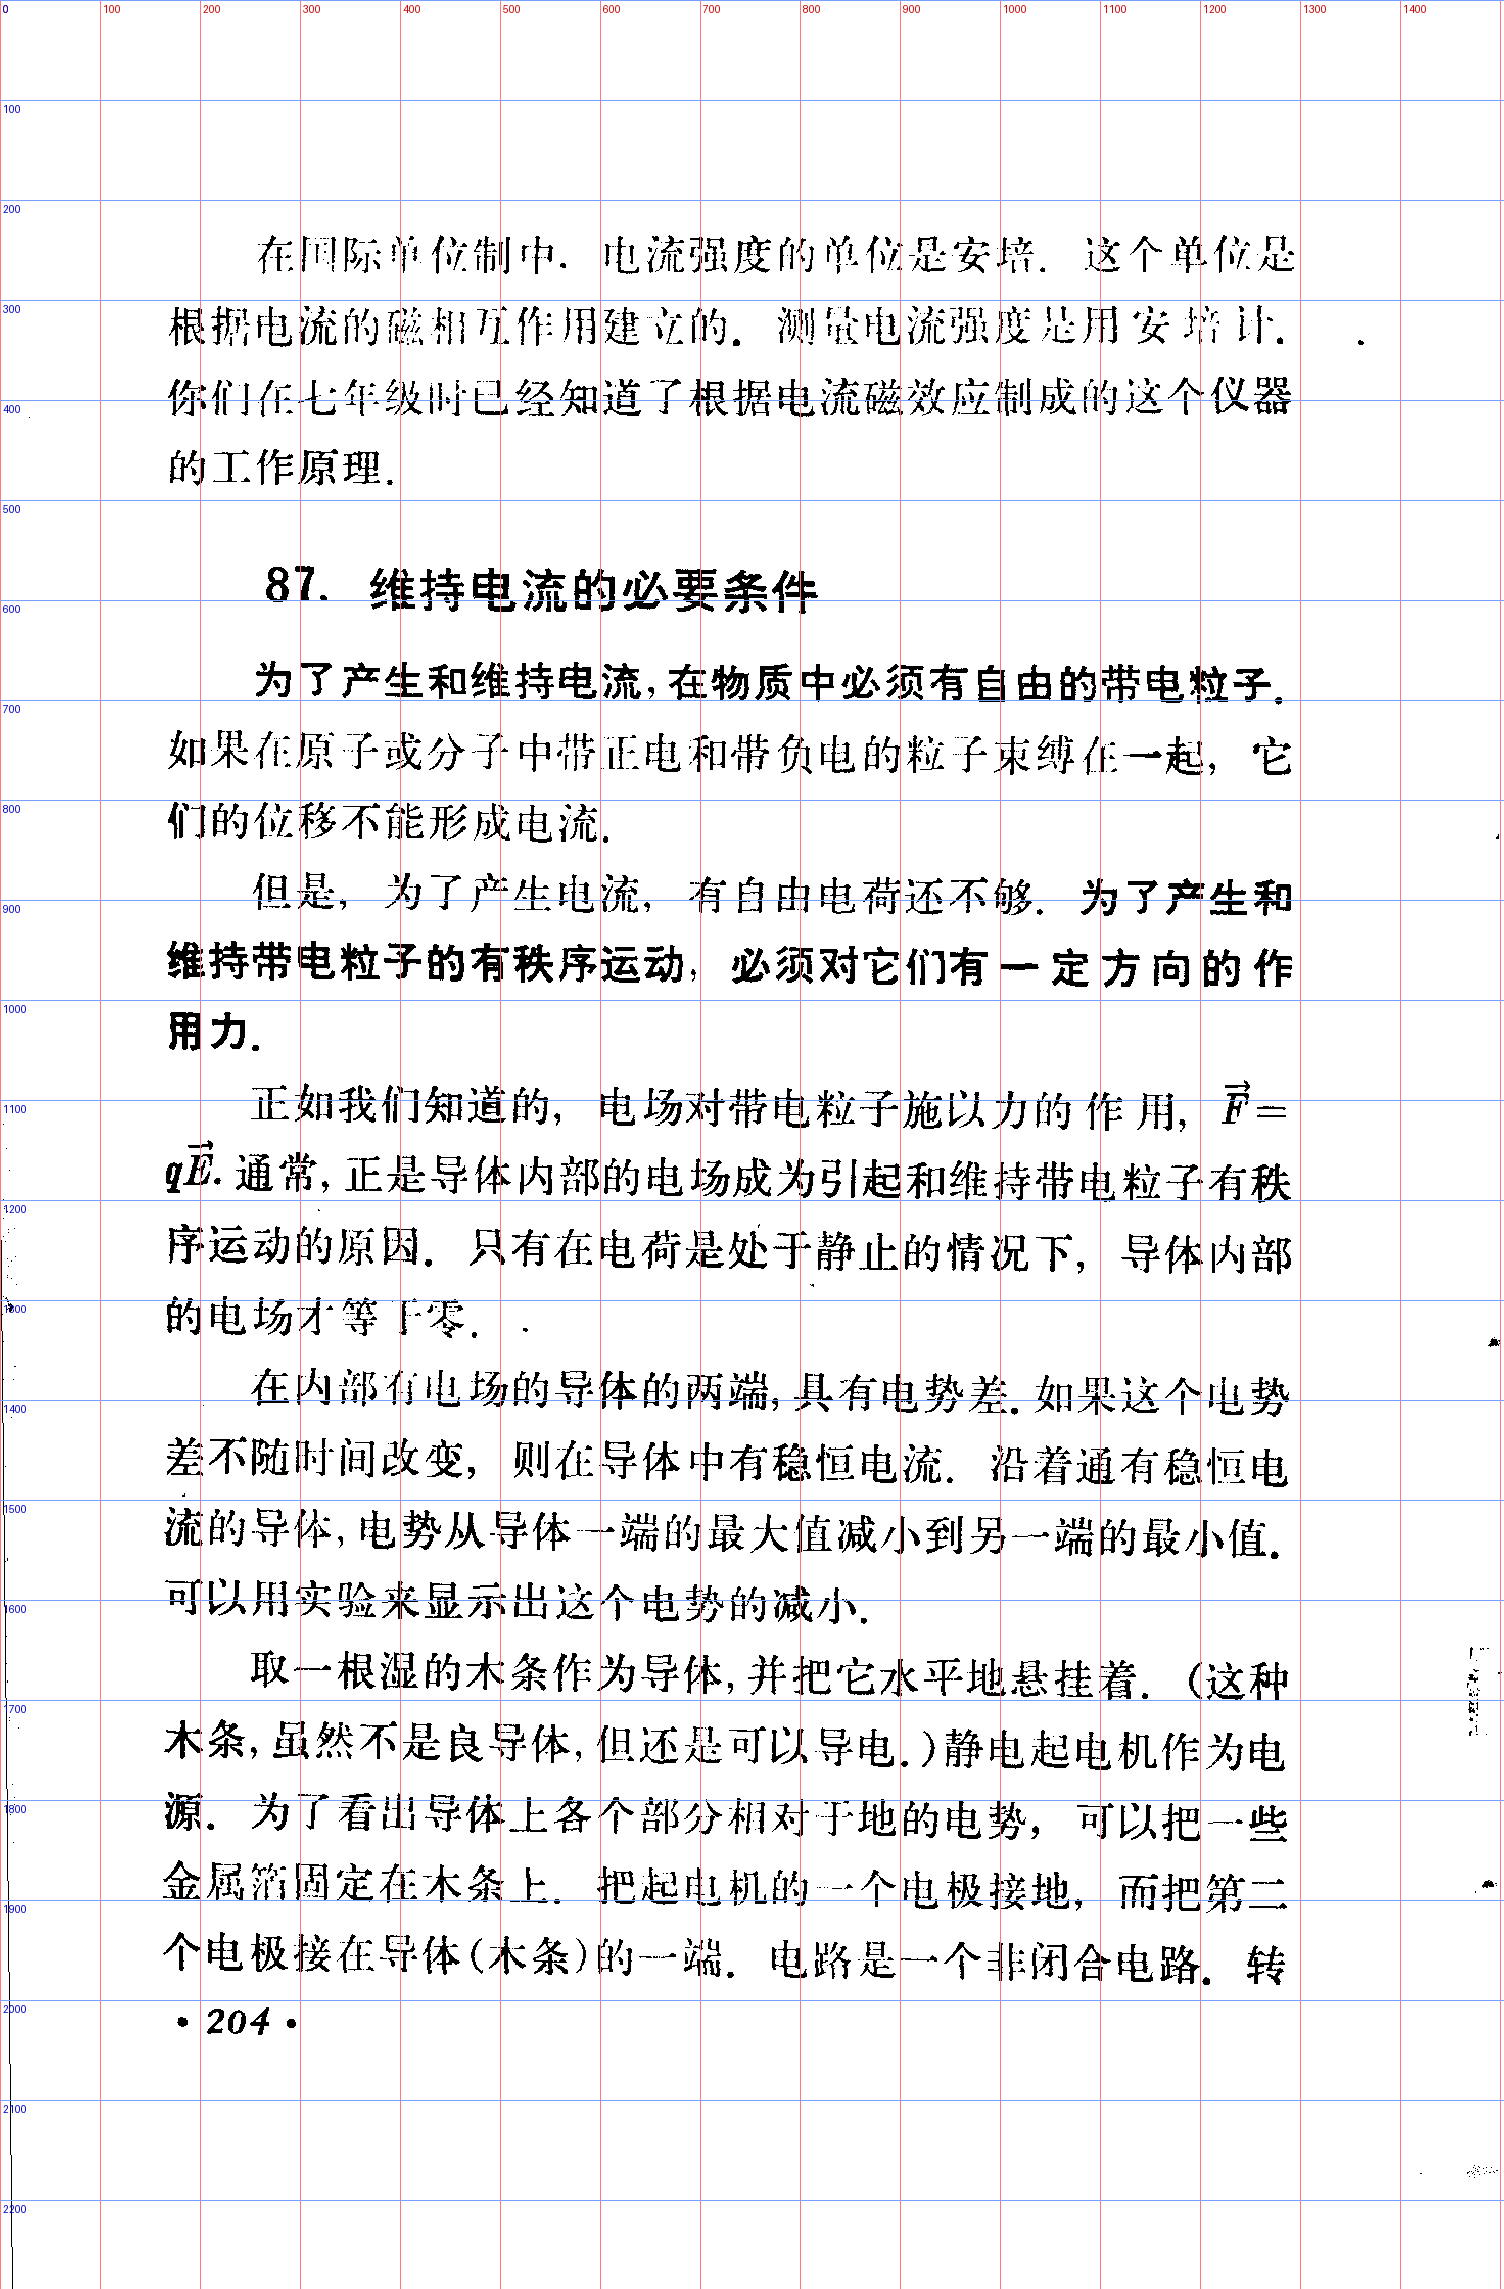 在国际单位制中. 电流强度的单位是安培. 这个单位是
根据电流的磁相互作用建立的. 测量电流强度是用安培计.
你们在七年级时已经知道了根据电流磁效应制成的这个仪器
的工作原理.
87. 维持电流的必要条件
为了产生和维持电流,在物质中必须有自由的带电粒子.
如果在原子或分子中带正电和带负电的粒子束缚在一起, 它
们的位移不能形成电流.
但是, 为了产生电流, 有自由电荷还不够. 为了产生和
维持带电粒子的有秩序运动, 必须对它们有一定方向的作
用力.
正如我们知道的, 电场对带电粒子施以力的作用, F⃗=
qE⃗. 通常, 正是导体内部的电场成为引起和维持带电粒子有秩
序运动的原因. 只有在电荷是处于静止的情况下, 导体内部
的电场才等于零.
在内部有电场的导体的两端, 具有电势差. 如果这个电势
差不随时间改变, 则在导体中有稳恒电流. 沿着通有稳恒电
流的导体, 电势从导体一端的最大值减小到另一端的最小值.
可以用实验来显示出这个电势的减小.
取一根湿的木条作为导体, 并把它水平地悬挂着. (这种
木条, 虽然不是良导体, 但还是可以导电.)静电起电机作为电
源. 为了看出导体上各个部分相对于地的电势, 可以把一些
金属箔固定在木条上. 把起电机的一个电极接地, 而把第二
个电极接在导体(木条)的一端. 电路是一个非闭合电路. 转
• 204 •